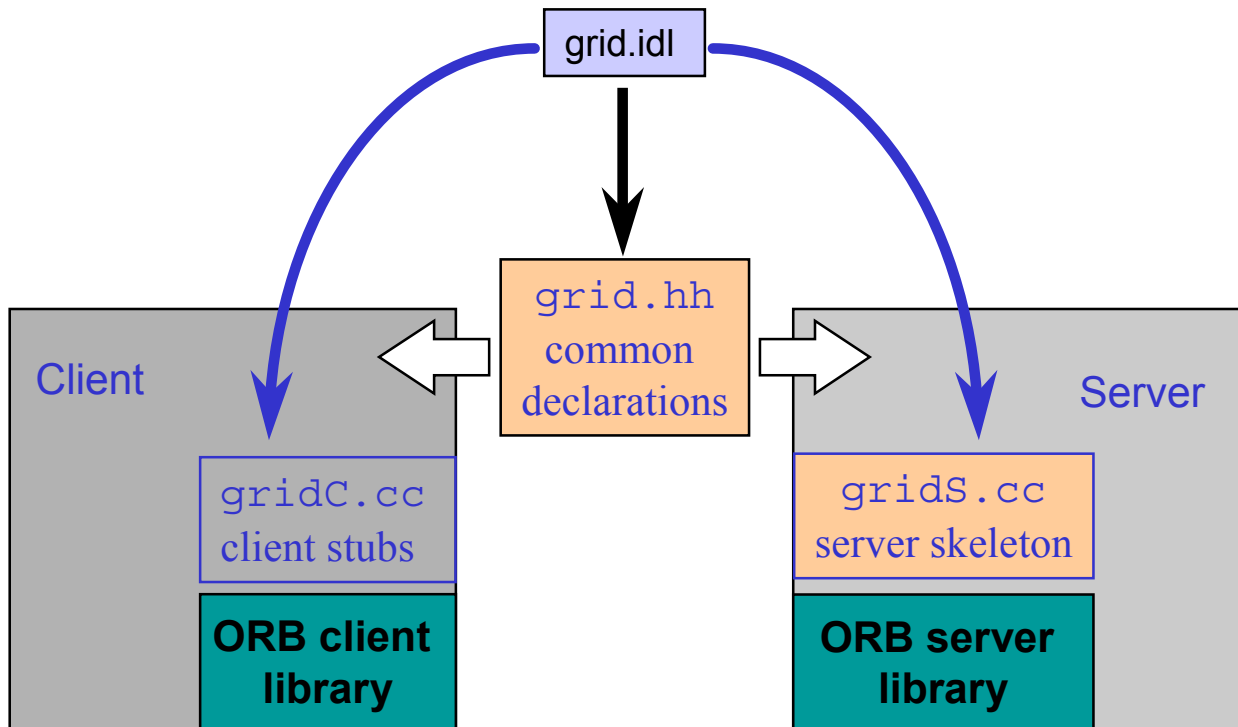 grid.idl
grid.hh
common
declarations
Client
Server
gridC.cc
client stubs
gridS.cc
server skeleton
ORB client
library
ORB server
library